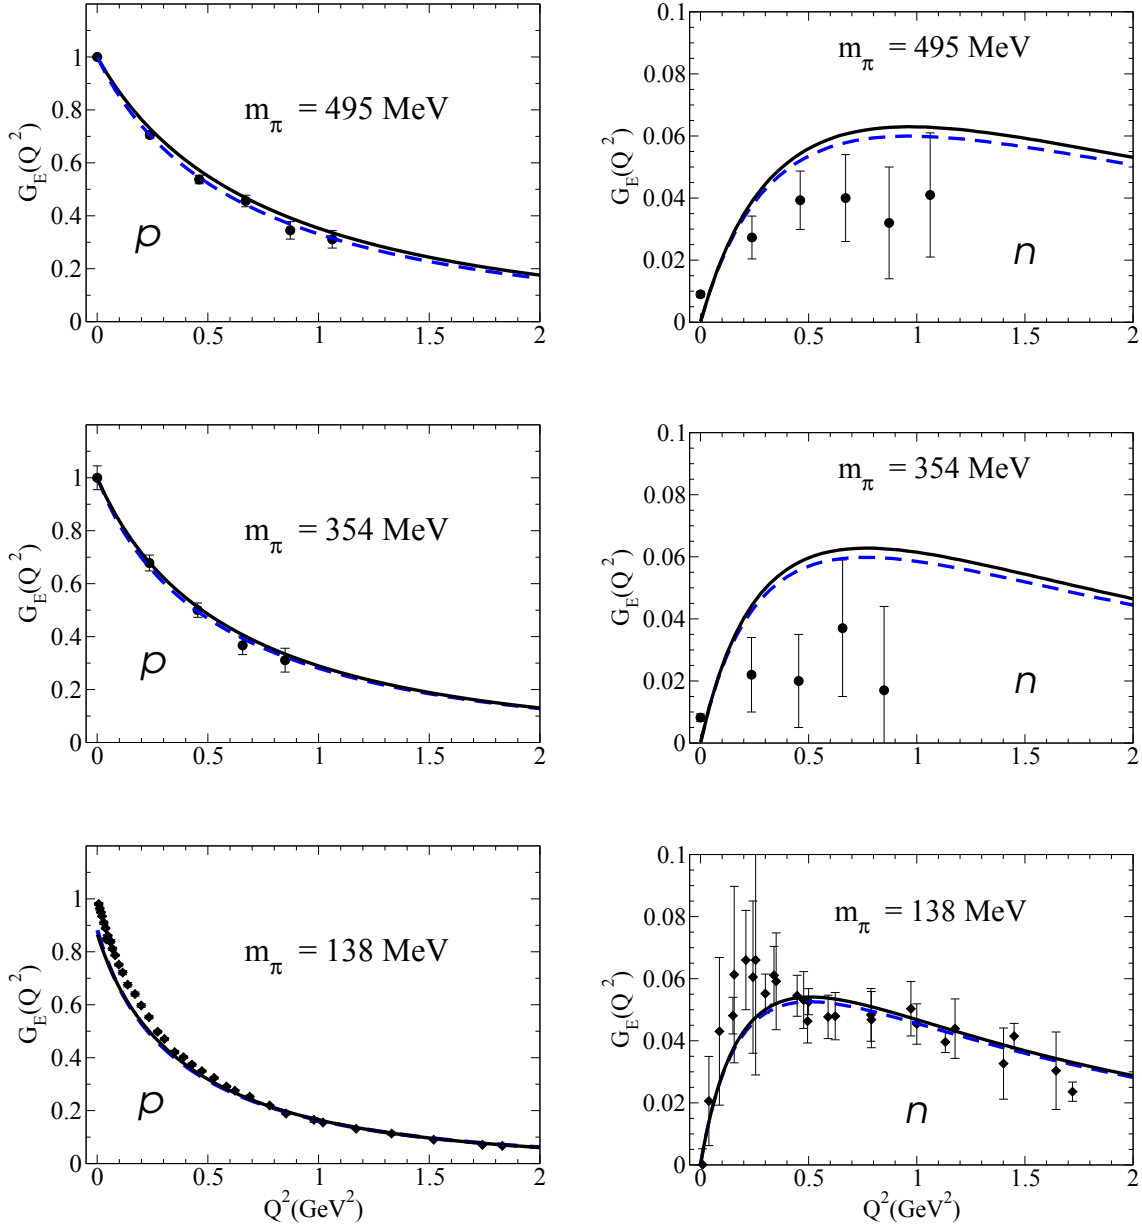 1
0.8
0.6
0.4
0.2
0
G_E(Q^2)
m_π = 495 MeV
p
0 0.5 1 1.5 2
0.1
0.08
0.06
0.04
0.02
0
G_E(Q^2)
m_π = 495 MeV
n
0 0.5 1 1.5 2
1
0.8
0.6
0.4
0.2
0
G_E(Q^2)
m_π = 354 MeV
p
0 0.5 1 1.5 2
0.1
0.08
0.06
0.04
0.02
0
G_E(Q^2)
m_π = 354 MeV
n
0 0.5 1 1.5 2
1
0.8
0.6
0.4
0.2
0
G_E(Q^2)
m_π = 138 MeV
p
0 0.5 1 1.5 2
Q^2(GeV^2)
0.1
0.08
0.06
0.04
0.02
0
G_E(Q^2)
m_π = 138 MeV
n
0 0.5 1 1.5 2
Q^2(GeV^2)